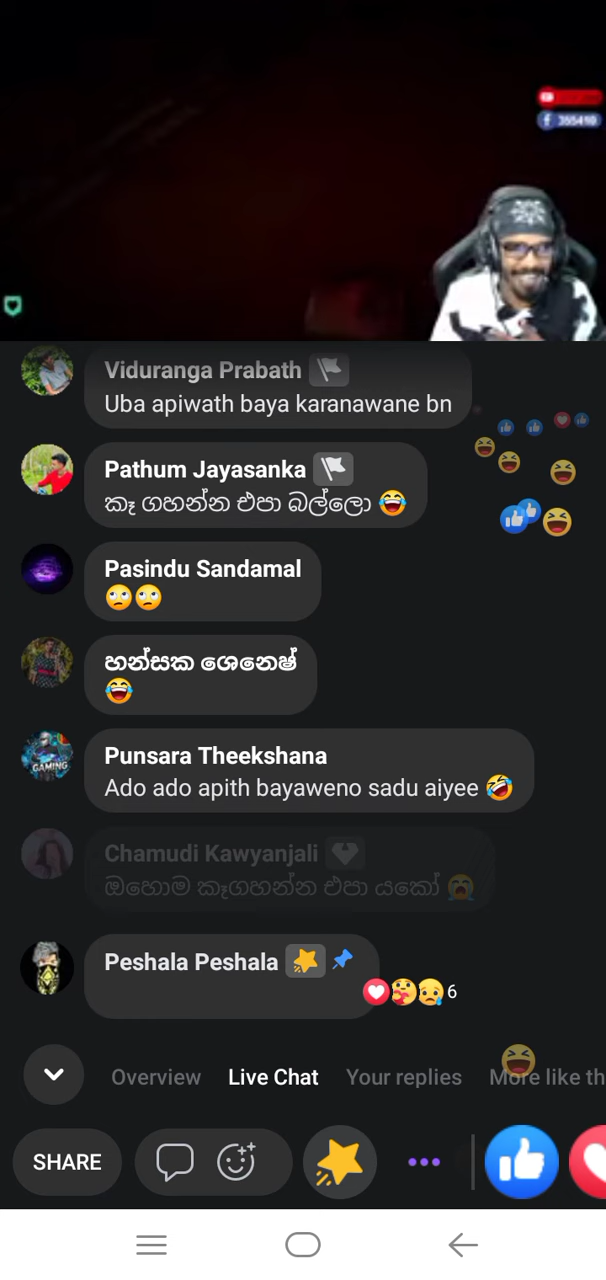 355410
Viduranga Prabath
Uba apiwath baya karanawane bn
Pathum Jayasanka
කෑ ගහන්න එපා බල්ලො 😂
Pasindu Sandamal
🙄🙄
හන්සක ශෙනෙෂ්
😂
GAMING
Punsara Theekshana
Ado ado apith bayaweno sadu aiyee 🤣
Chamudi Kawyanjali
ඔහොම කෑගහන්න එපා යකෝ 😭
Peshala Peshala
6
Overview Live Chat Your replies More like th
SHARE